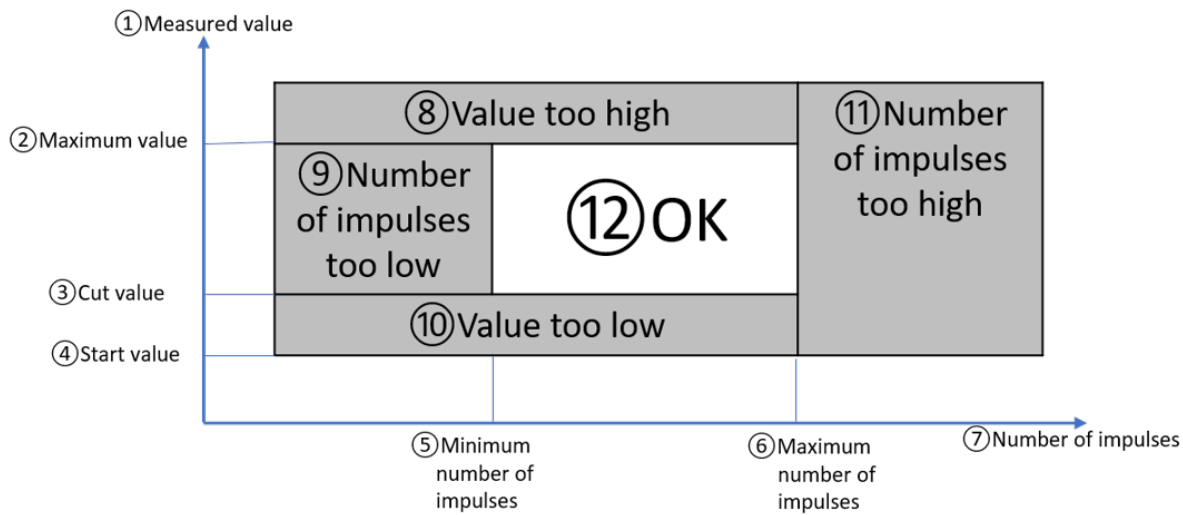 ①Measured value
②Maximum value
③Cut value
④Start value
⑧Value too high
⑨Number
of impulses
too low
⑫OK
⑩Value too low
⑪Number
of impulses
too high
⑤Minimum
number of
impulses
⑥Maximum
number of
impulses
⑦Number of impulses